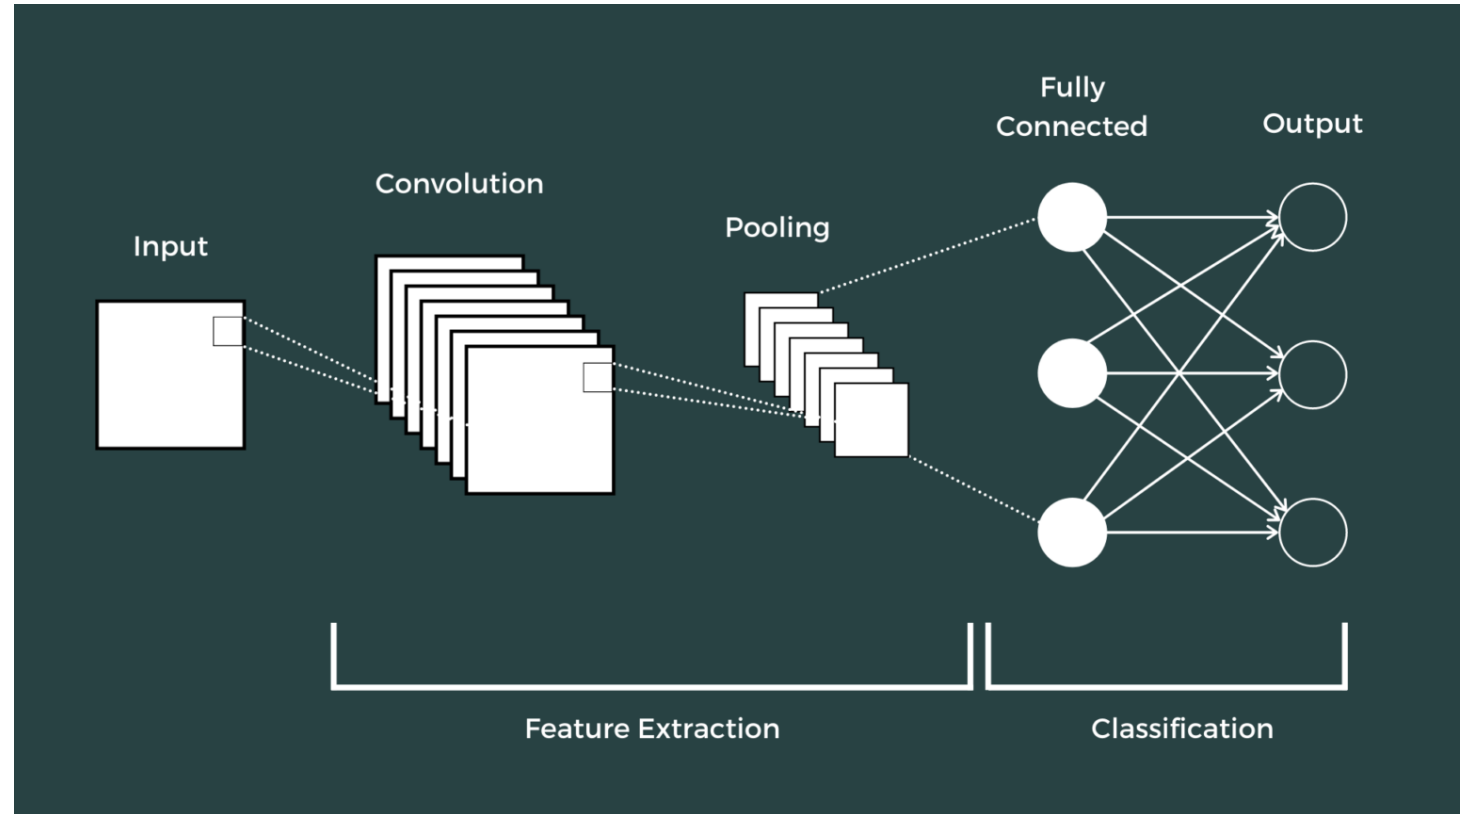 Input
Convolution
Pooling
Fully
Connected
Output
Feature Extraction
Classification